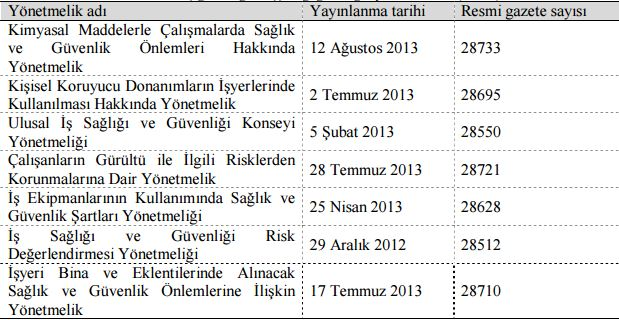 Yönetmelik adı Yayınlanma tarihi Resmi gazete sayısı
Kimyasal Maddelerle Çalışmalarda Sağlık
ve Güvenlik Önlemleri Hakkında
Yönetmelik
12 Ağustos 2013 28733
Kişisel Koruyucu Donanımların İşyerlerinde
Kullanılması Hakkında Yönetmelik
2 Temmuz 2013 28695
Ulusal İş Sağlığı ve Güvenliği Konseyi
Yönetmeliği
5 Şubat 2013 28550
Çalışanların Gürültü ile İlgili Risklerden
Korunmalarına Dair Yönetmelik
28 Temmuz 2013 28721
İş Ekipmanlarının Kullanımında Sağlık ve
Güvenlik Şartları Yönetmeliği
25 Nisan 2013 28628
İş Sağlığı ve Güvenliği Risk
Değerlendirmesi Yönetmeliği
29 Aralık 2012 28512
İşyeri Bina ve Eklentilerinde Alınacak
Sağlık ve Güvenlik Önlemlerine İlişkin
Yönetmelik
17 Temmuz 2013 28710